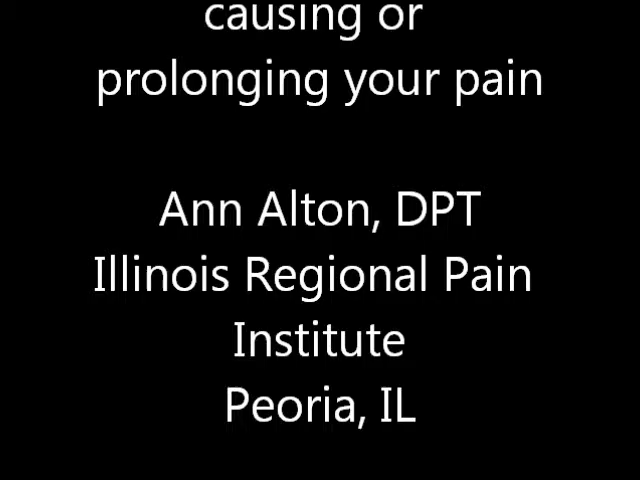 causing or
prolonging your pain
Ann Alton, DPT
Illinois Regional Pain
Institute
Peoria, IL